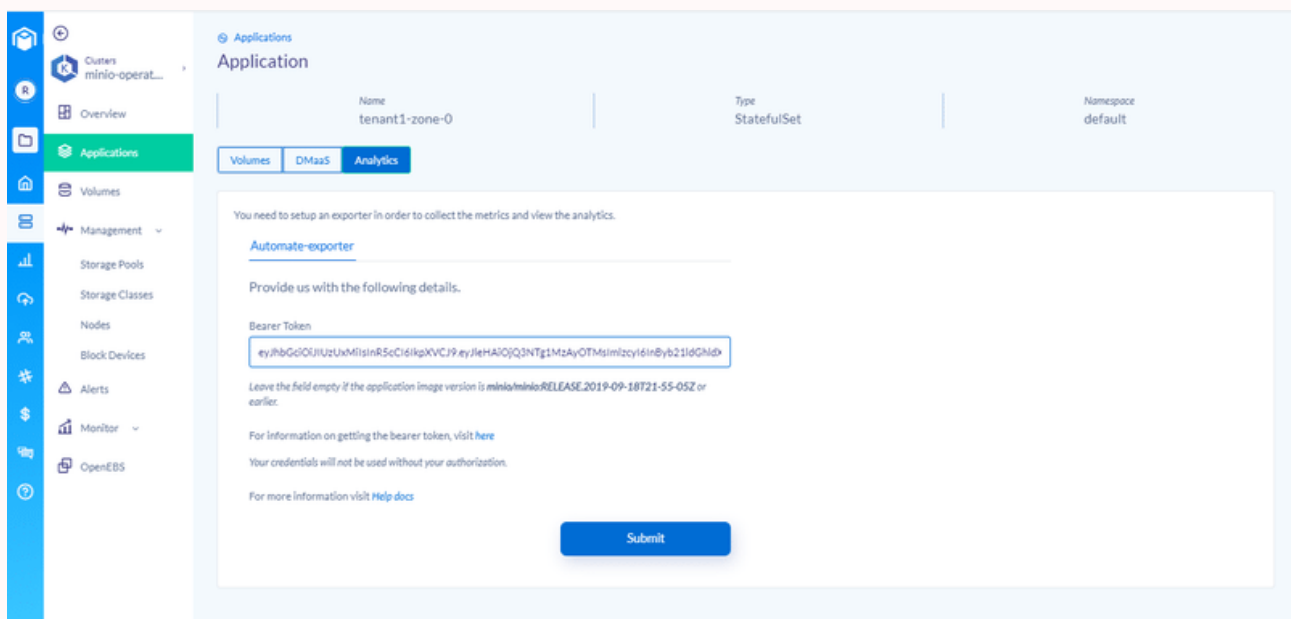 Applications
Application
Clusters
minio-operat...
R
Overview
Applications
Volumes
Management
Storage Pools
Storage Classes
Nodes
Block Devices
Alerts
Monitor
OpenEBS
Name
tenant1-zone-0
Type
StatefulSet
Namespace
default
Volumes DMaaS Analytics
You need to setup an exporter in order to collect the metrics and view the analytics.
Automate-exporter
Provide us with the following details.
Bearer Token
Leave the field empty if the application image version is minio/minio:RELEASE.2019-09-18T21-55-05Z or
earlier.
For information on getting the bearer token, visit here
Your credentials will not be used without your authorization.
For more information visit Help docs
Submit